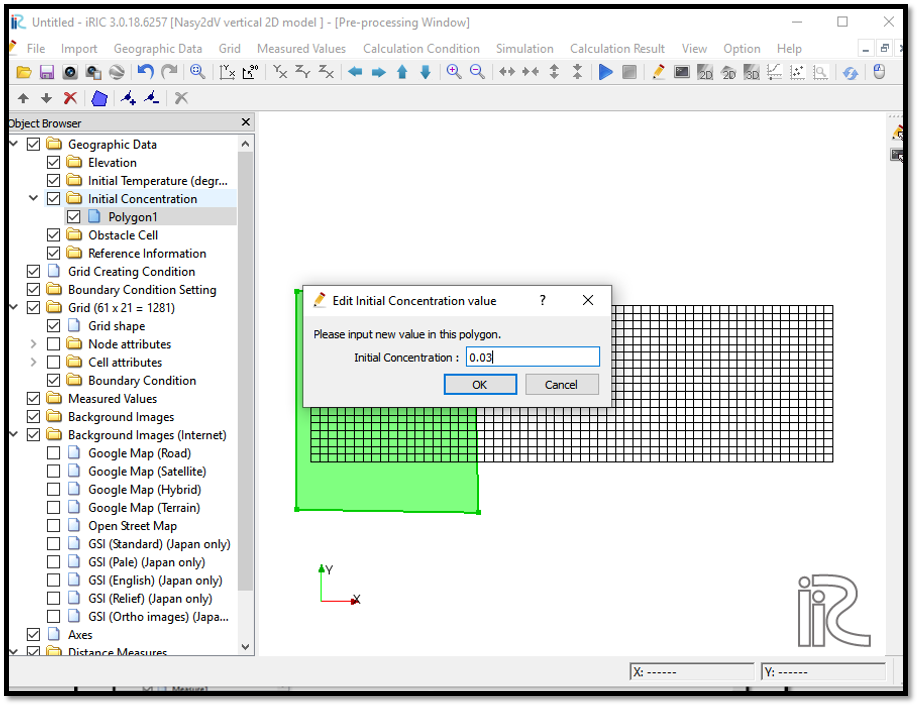 Untitled - iRIC 3.0.18.6257 [Nasy2dV vertical 2D model ] - [Pre-processing Window]
File Import Geographic Data Grid Measured Values Calculation Condition Simulation Calculation Result View Option Help
Object Browser
Geographic Data
Elevation
Initial Temperature (degr...
Initial Concentration
Polygon1
Obstacle Cell
Reference Information
Grid Creating Condition
Boundary Condition Setting
Grid (61 x 21 = 1281)
Grid shape
Node attributes
Cell attributes
Boundary Condition
Measured Values
Background Images
Background Images (Internet)
Google Map (Road)
Google Map (Satellite)
Google Map (Hybrid)
Google Map (Terrain)
Open Street Map
GSI (Standard) (Japan only)
GSI (Pale) (Japan only)
GSI (English) (Japan only)
GSI (Relief) (Japan only)
GSI (Ortho images) (Japa...
Axes
Distance Measures
Edit Initial Concentration value
Please input new value in this polygon.
Initial Concentration : 0.03
OK Cancel
Y
X
iRIC
X: ------ Y: ------